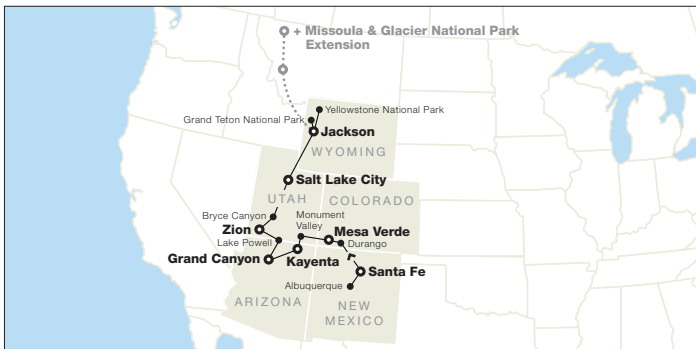 + Missoula & Glacier National Park
Extension
Yellowstone National Park
Grand Teton National Park
Jackson
WYOMING
Salt Lake City
UTAH
COLORADO
Bryce Canyon
Monument
Valley
Zion
Mesa Verde
Lake Powell
Durango
Grand Canyon
Kayenta
Santa Fe
Albuquerque
ARIZONA
NEW
MEXICO